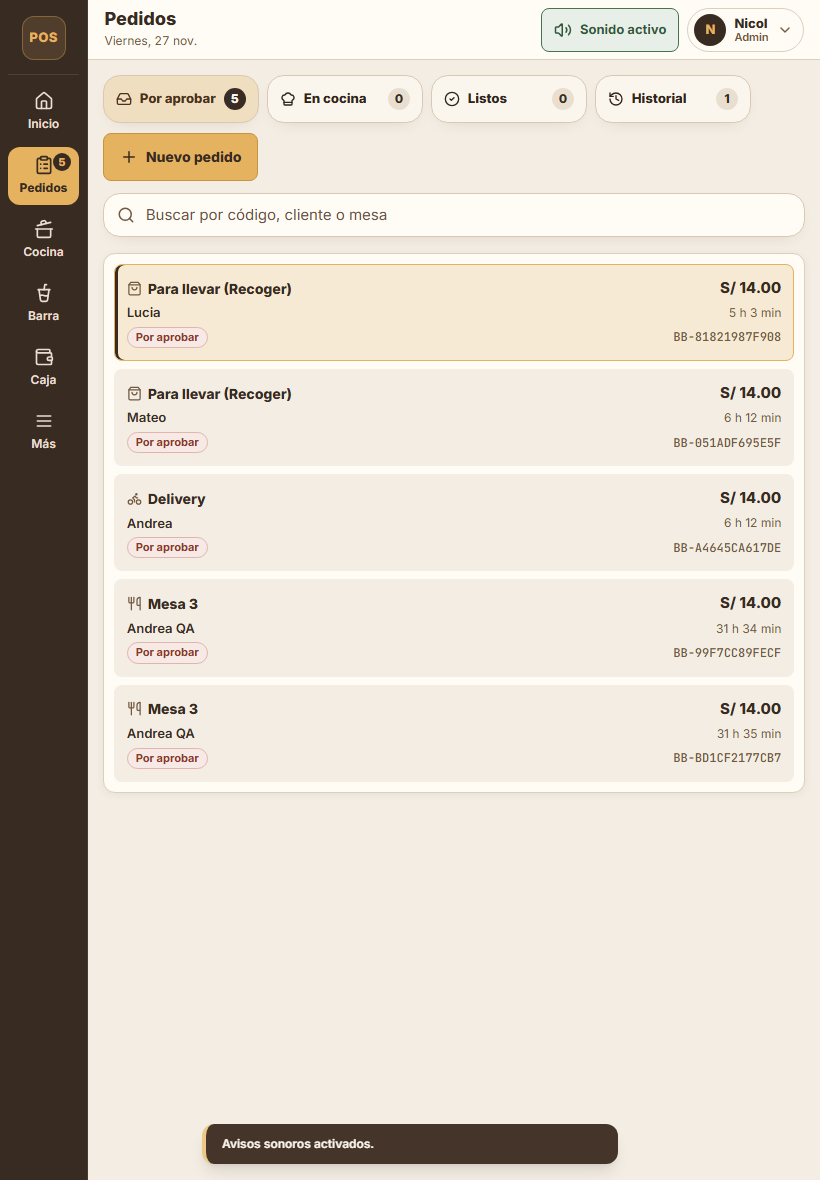 POS
Inicio
5
Pedidos
Cocina
Barra
Caja
Más
Pedidos
Viernes, 27 nov.
Sonido activo
N
Nicol
Admin
Por aprobar 5
En cocina 0
Listos 0
Historial 1
Nuevo pedido
Buscar por código, cliente o mesa
Para llevar (Recoger) S/ 14.00
Lucia 5 h 3 min
Por aprobar BB-81821987F908
Para llevar (Recoger) S/ 14.00
Mateo 6 h 12 min
Por aprobar BB-051ADF695E5F
Delivery S/ 14.00
Andrea 6 h 12 min
Por aprobar BB-A4645CA617DE
Mesa 3 S/ 14.00
Andrea QA 31 h 34 min
Por aprobar BB-99F7CC89FECF
Mesa 3 S/ 14.00
Andrea QA 31 h 35 min
Por aprobar BB-BD1CF2177CB7
Avisos sonoros activados.